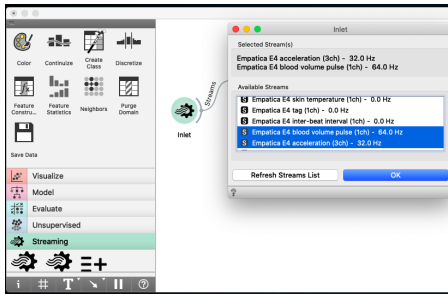 Color
Continuize
Create
Class
Discretize
Feature
Constru...
Feature
Statistics
Neighbors
Purge
Domain
Save Data
Visualize
Model
Evaluate
Unsupervised
Streaming
Streams
Inlet
Inlet
Selected Stream(s)
Empatica E4 acceleration (3ch) - 32.0 Hz
Empatica E4 blood volume pulse (1ch) - 64.0 Hz
Available Streams
S Empatica E4 skin temperature (1ch) - 0.0 Hz
S Empatica E4 tag (1ch) - 0.0 Hz
S Empatica E4 inter-beat interval (1ch) - 0.0 Hz
S Empatica E4 blood volume pulse (1ch) - 64.0 Hz
S Empatica E4 acceleration (3ch) - 32.0 Hz
Refresh Streams List
OK